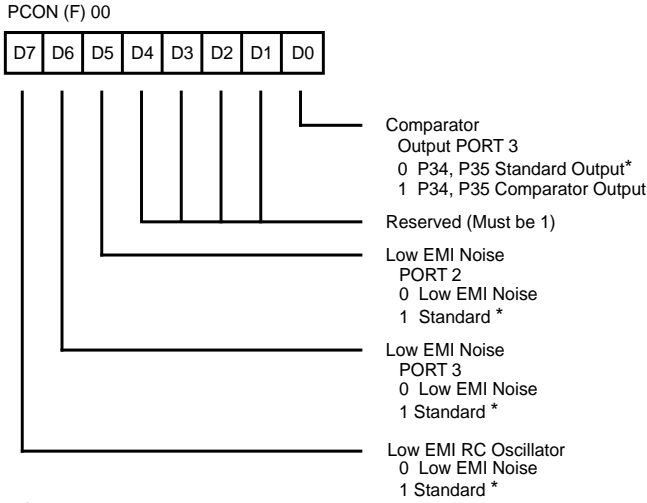 PCON (F) 00
D7 D6 D5 D4 D3 D2 D1 D0
Comparator
Output PORT 3
0 P34, P35 Standard Output*
1 P34, P35 Comparator Output
Reserved (Must be 1)
Low EMI Noise
PORT 2
0 Low EMI Noise
1 Standard *
Low EMI Noise
PORT 3
0 Low EMI Noise
1 Standard *
Low EMI RC Oscillator
0 Low EMI Noise
1 Standard *